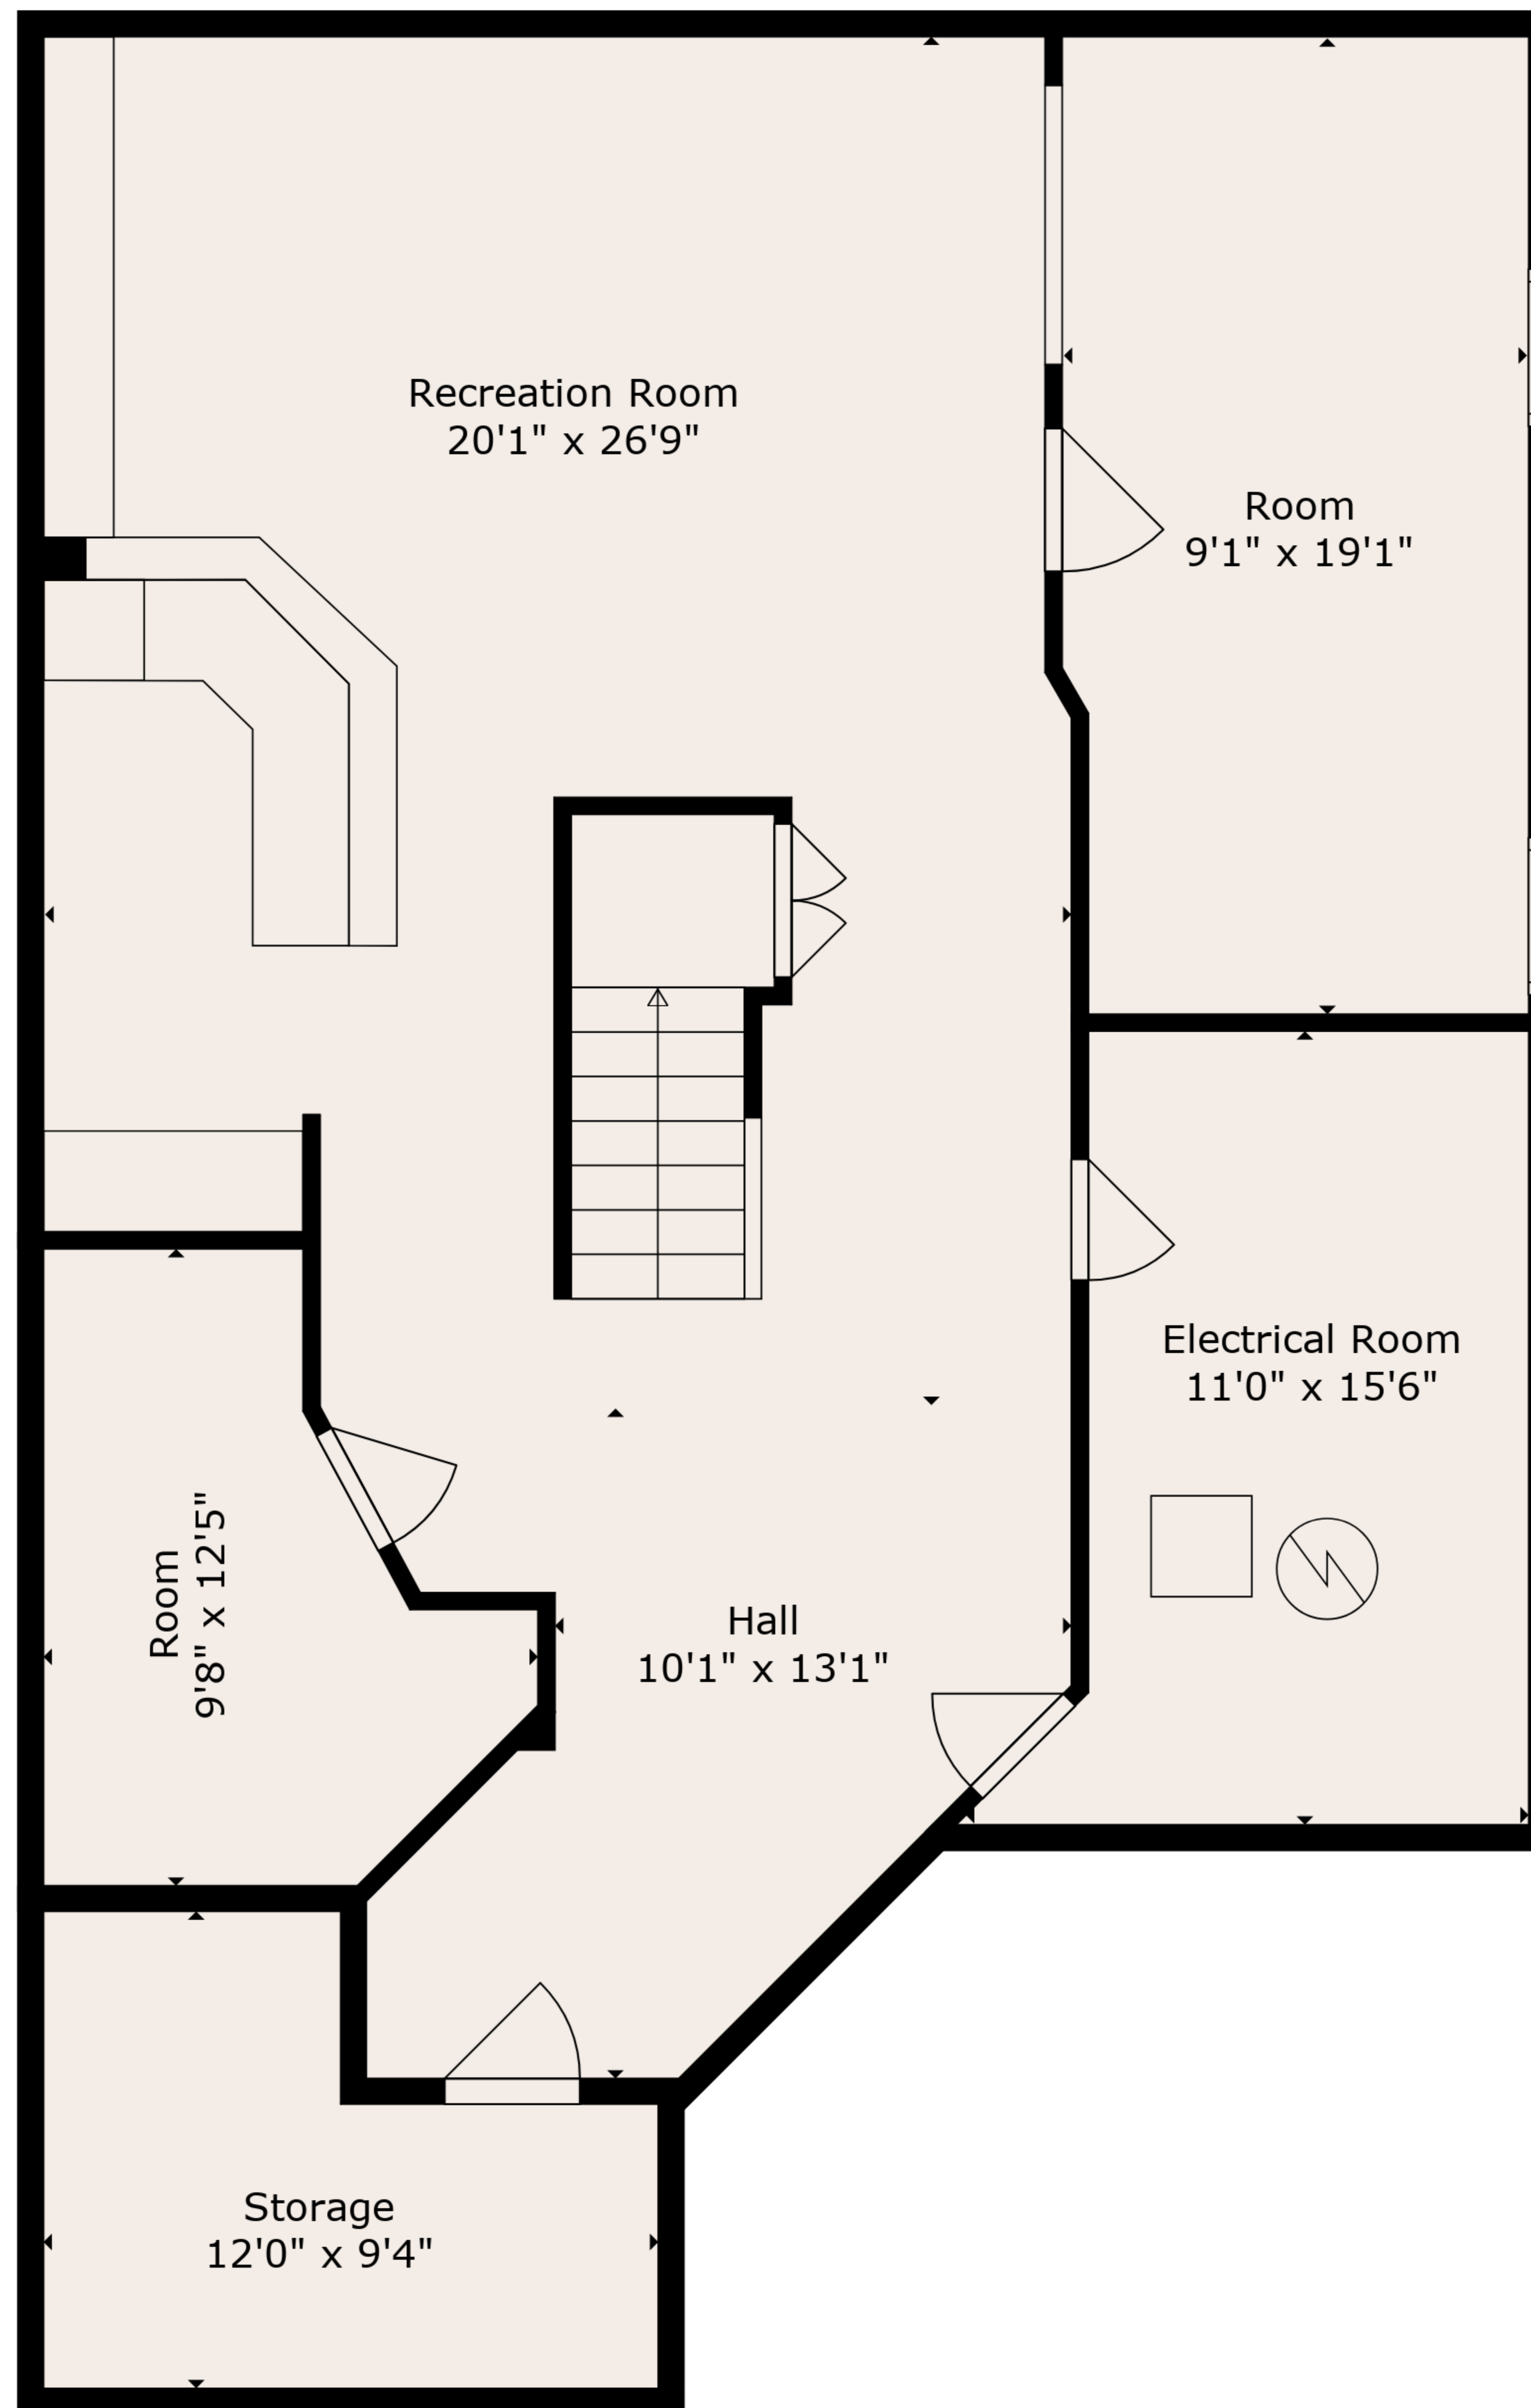 Recreation Room
20'1" x 26'9"
Room
9'1" x 19'1"
Electrical Room
11'0" x 15'6"
Room
9'8" x 12'5"
Hall
10'1" x 13'1"
Storage
12'0" x 9'4"